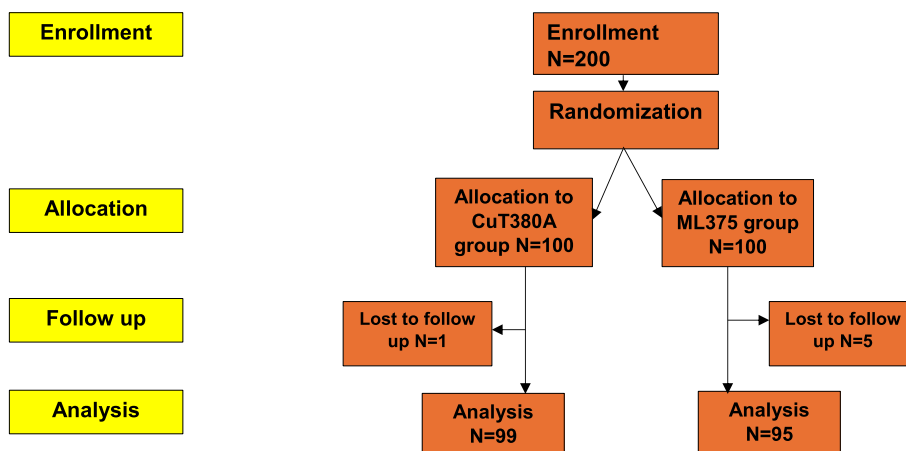 Enrollment
Enrollment
N=200
Randomization
Allocation
Allocation to
CuT380A
group N=100
Allocation to
ML375 group
N=100
Follow up
Lost to follow
up N=1
Lost to follow
up N=5
Analysis
Analysis
N=99
Analysis
N=95